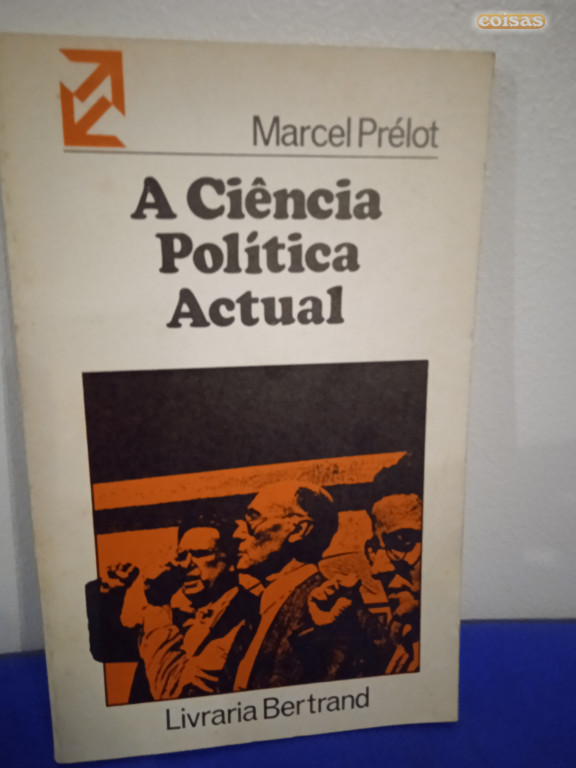 coisas
Marcel Prélot
A Ciência
Política
Actual
Livraria Bertrand